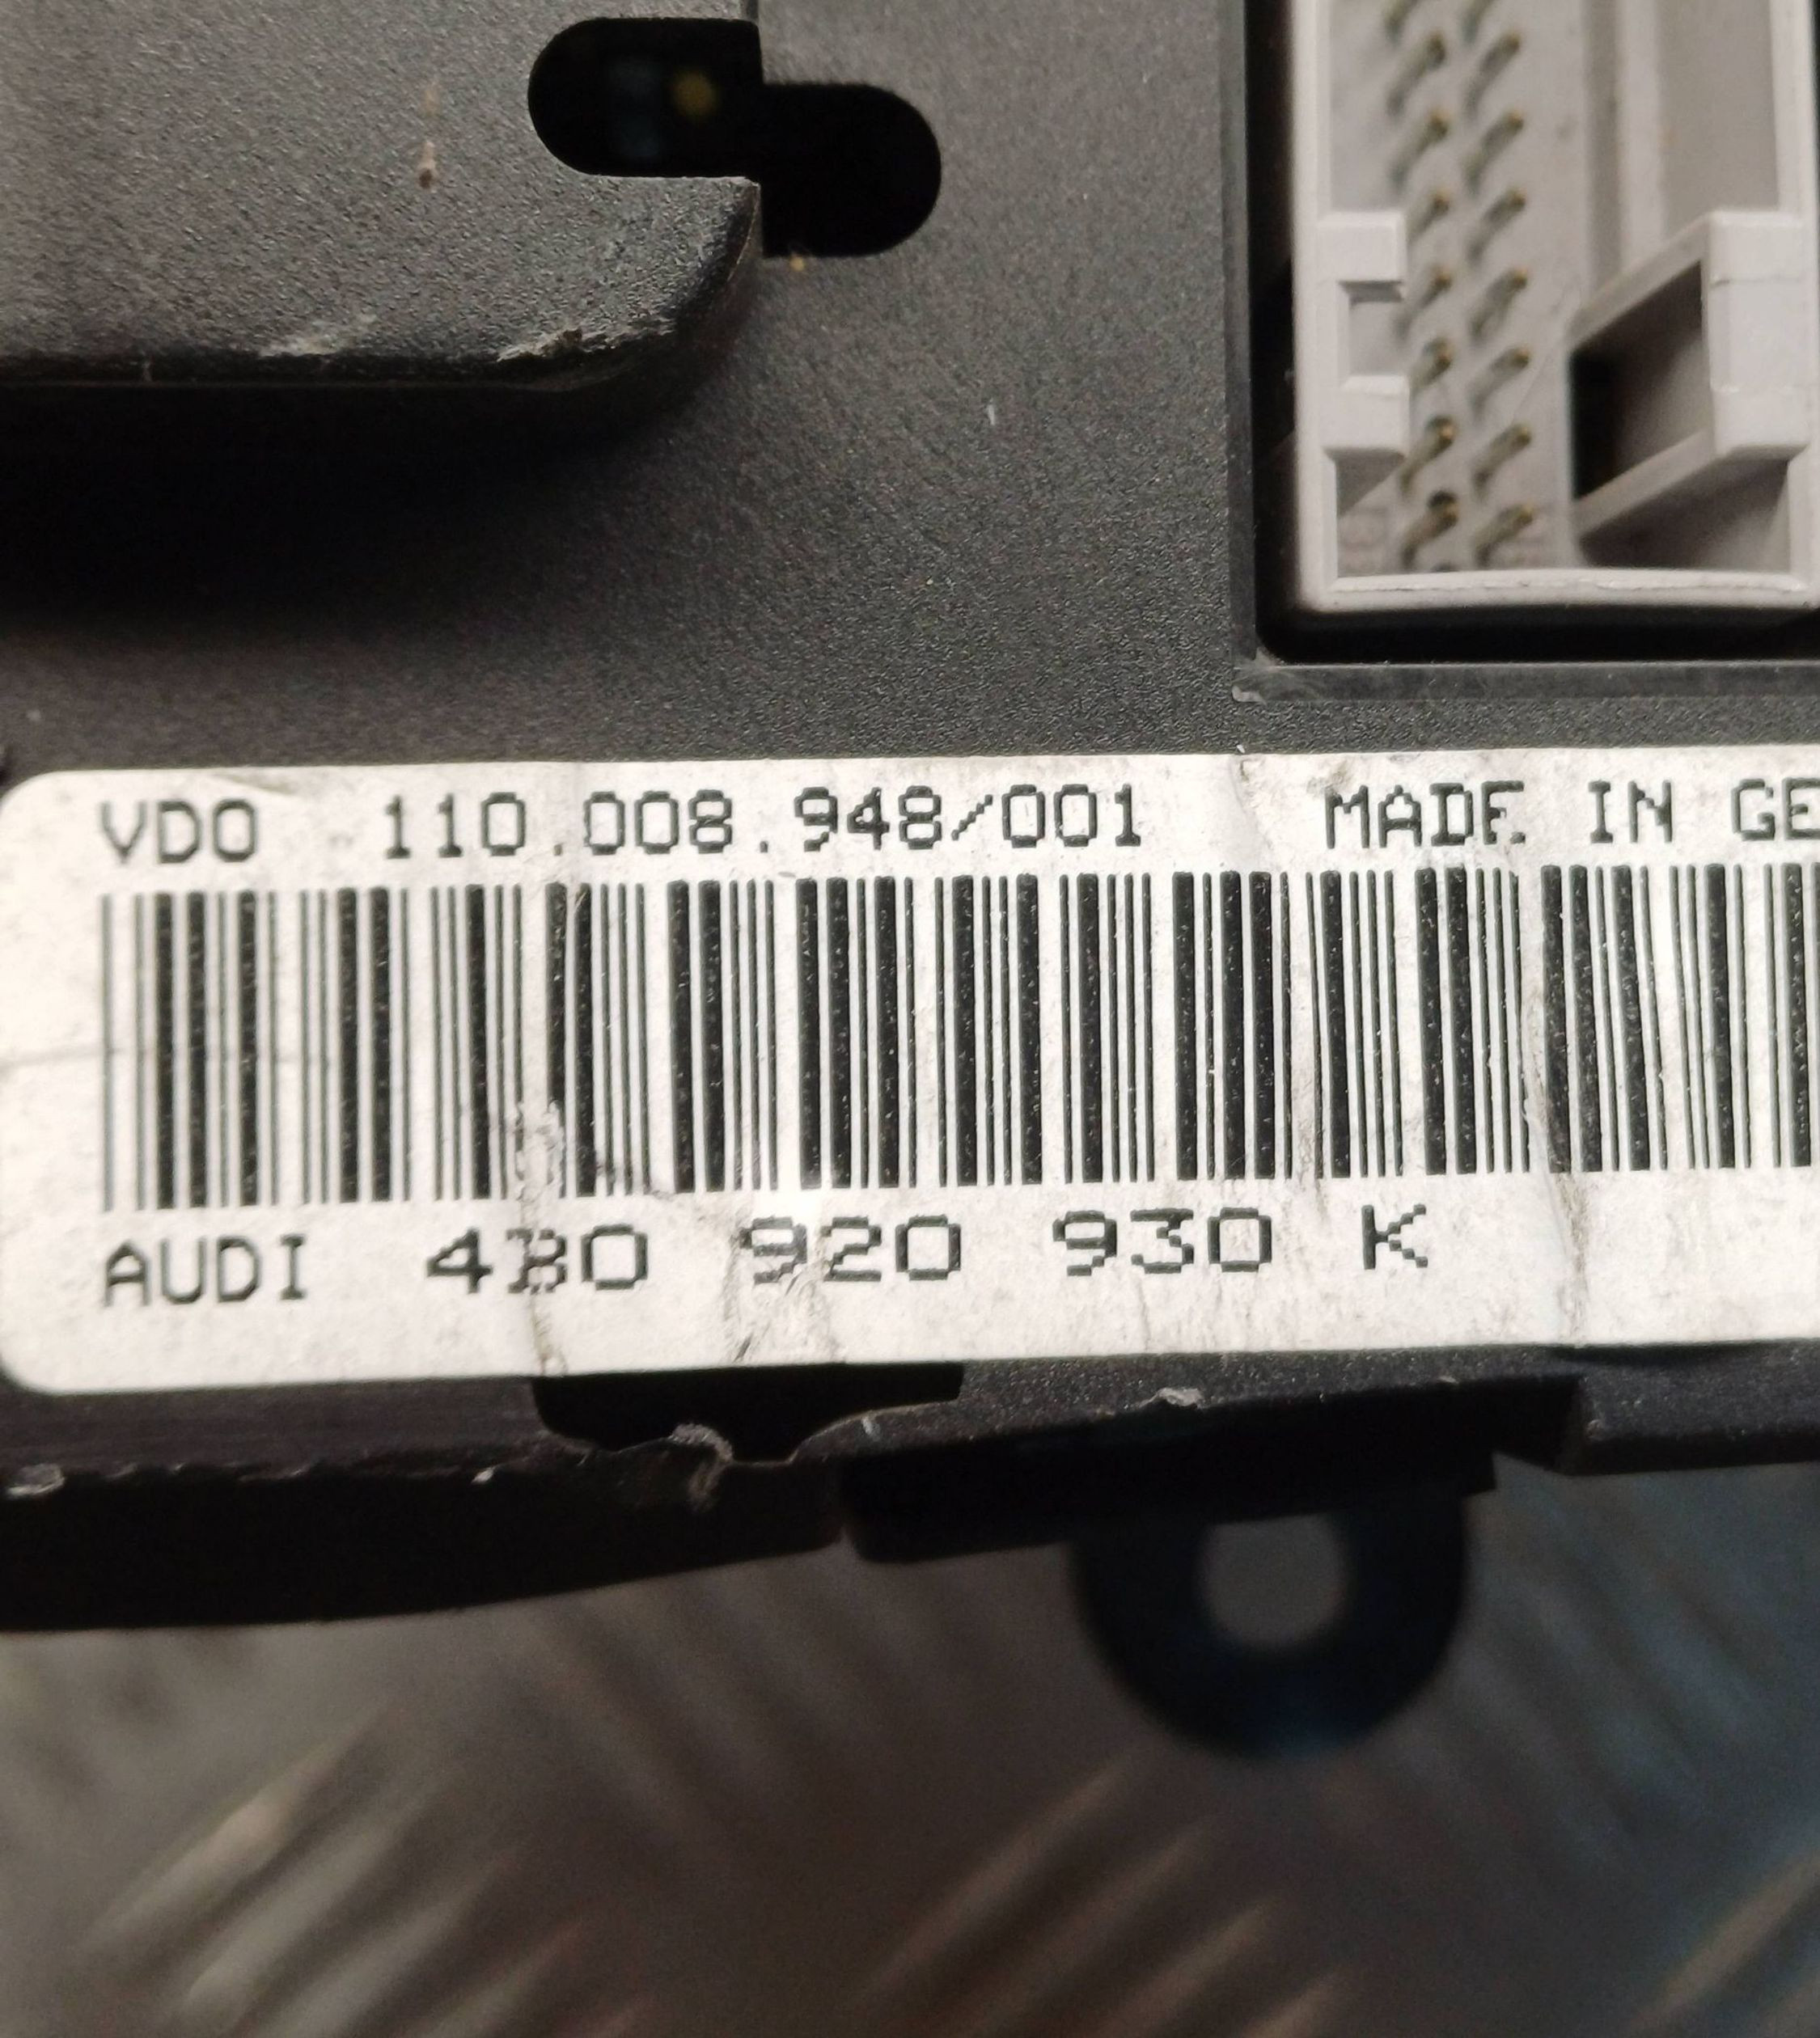 VDO 110.008.948/001 MADE IN GE
AUDI 4B0 920 930 K